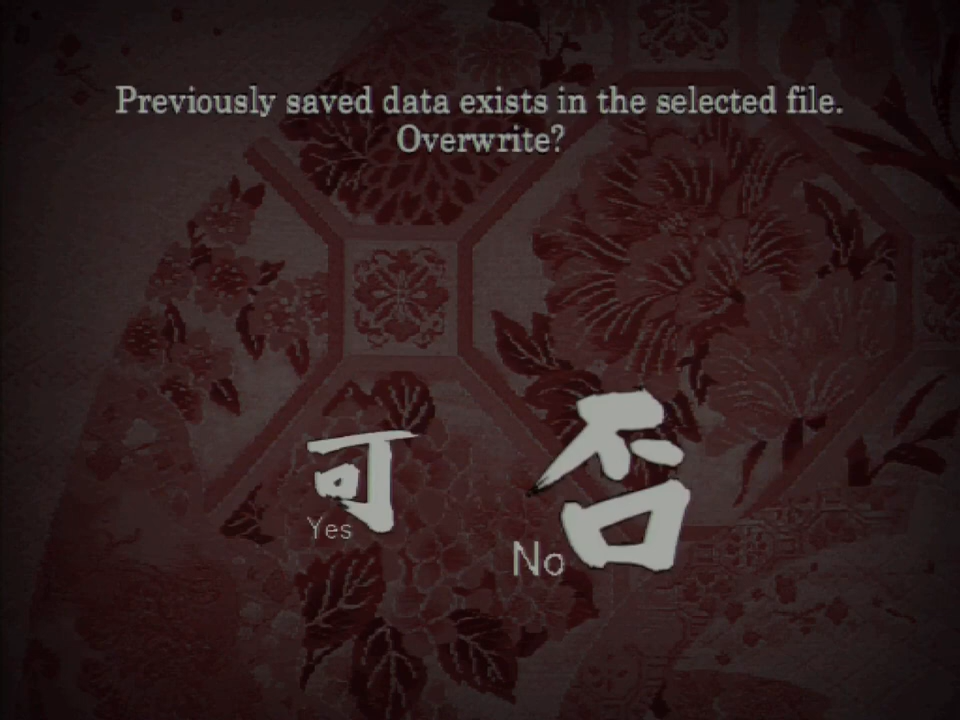 Previously saved data exists in the selected file.
Overwrite?
可 否
Yes No